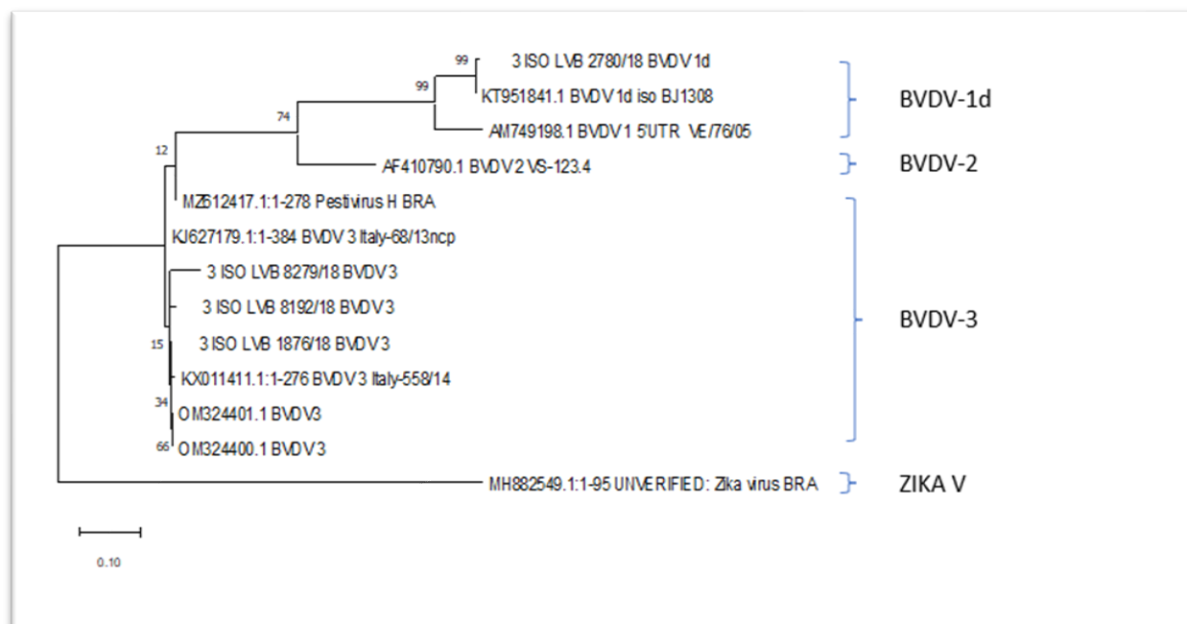 99
3 ISO LVB 2780/18 BVDV 1d
99
KT951841.1 BVDV 1d iso BJ1308
BVDV-1d
74
AM749198.1 BVDV 1 5'UTR VE/76/05
12
AF410790.1 BVDV 2 VS-123.4
BVDV-2
MZ612417.1:1-278 Pestivirus H BRA
KJ627179.1:1-384 BVDV 3 Italy-68/13ncp
3 ISO LVB 8279/18 BVDV 3
3 ISO LVB 8192/18 BVDV 3
BVDV-3
15
3 ISO LVB 1876/18 BVDV 3
KX011411.1:1-276 BVDV 3 Italy-558/14
34
OM324401.1 BVDV3
66
OM324400.1 BVDV 3
MH882549.1:1-95 UNVERIFIED: Zika virus BRA
ZIKA V
0.10